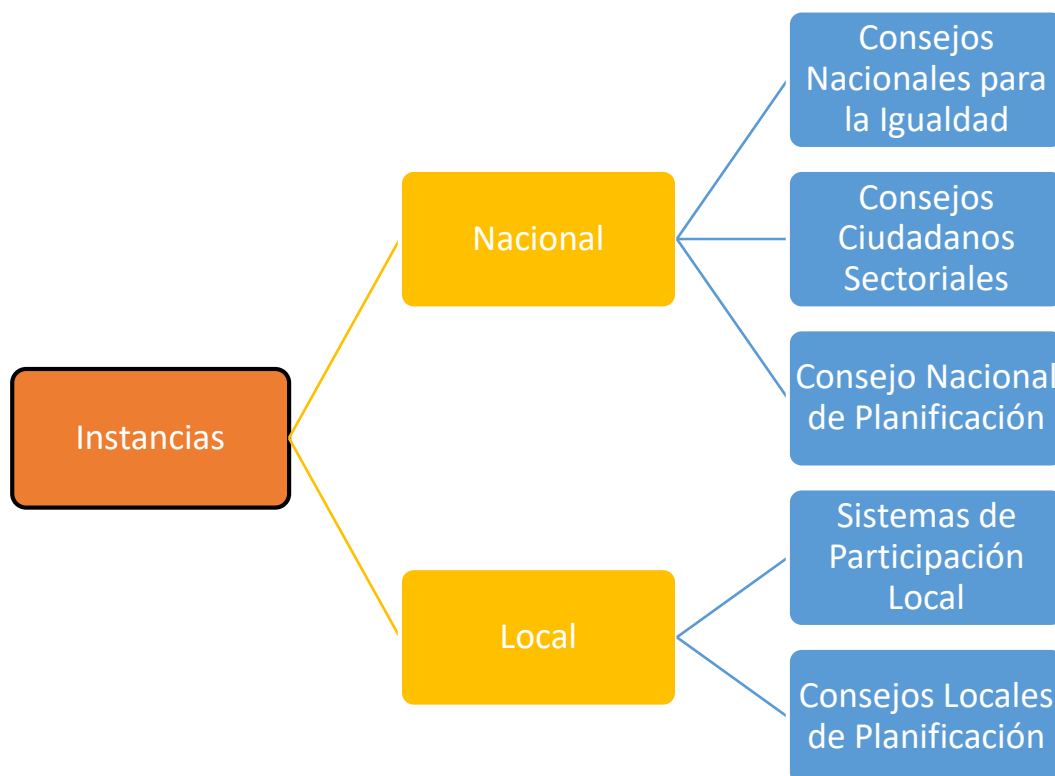 Instancias
Nacional
Consejos
Nacionales para
la Igualdad
Consejos
Ciudadanos
Sectoriales
Consejo Nacional
de Planificación
Local
Sistemas de
Participación
Local
Consejos Locales
de Planificación